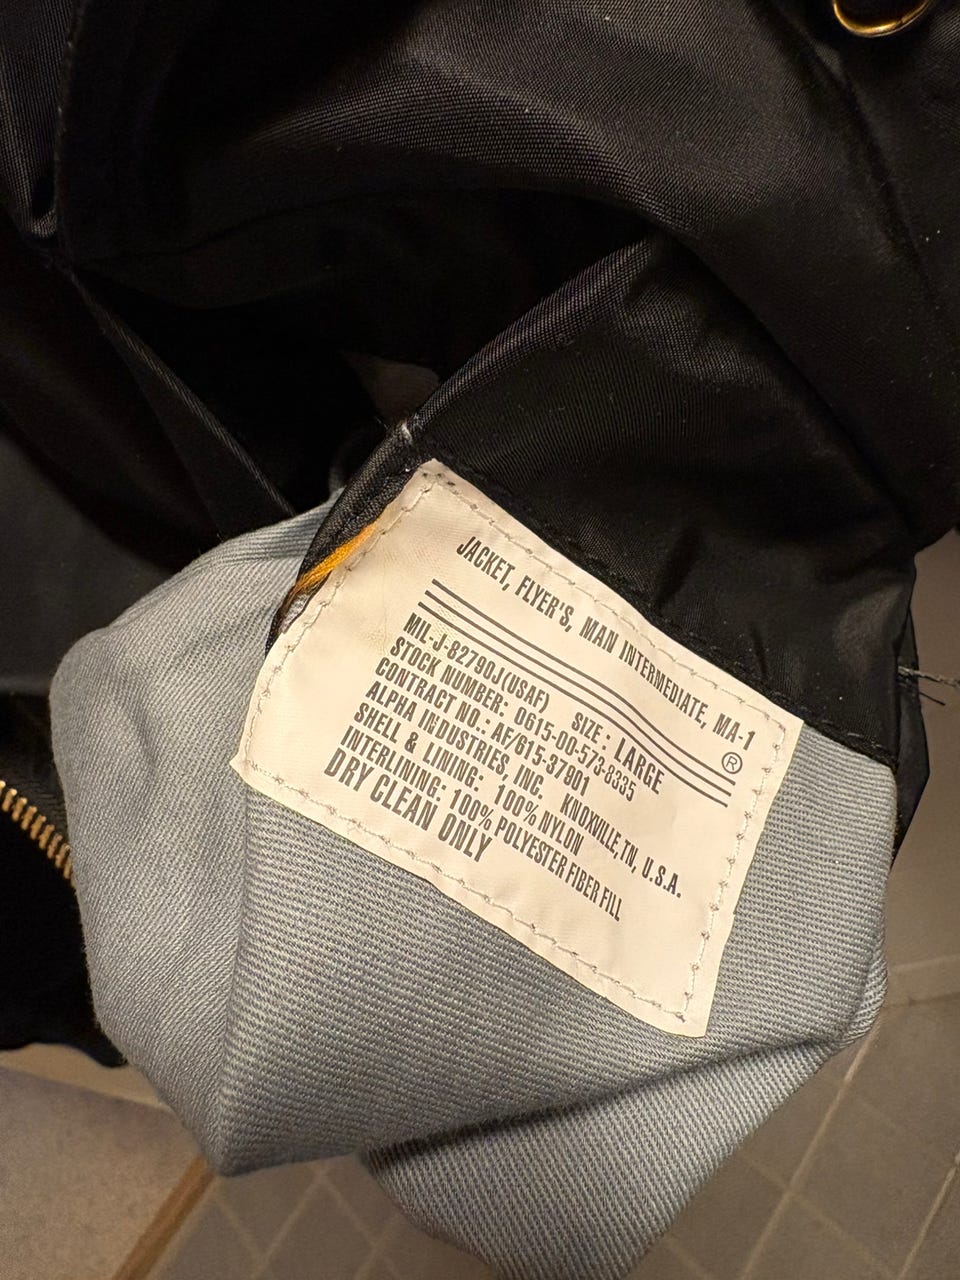 JACKET, FLYER'S, MAN INTERMEDIATE, MA-1
®
MIL-J-82790J(USAF) SIZE: LARGE
STOCK NUMBER: 0615-00-573-8335
CONTRACT NO.: AF/615-37901
ALPHA INDUSTRIES, INC. KNOXVILLE, TN, U.S.A.
SHELL & LINING: 100% NYLON
INTERLINING: 100% POLYESTER FIBER FILL
DRY CLEAN ONLY